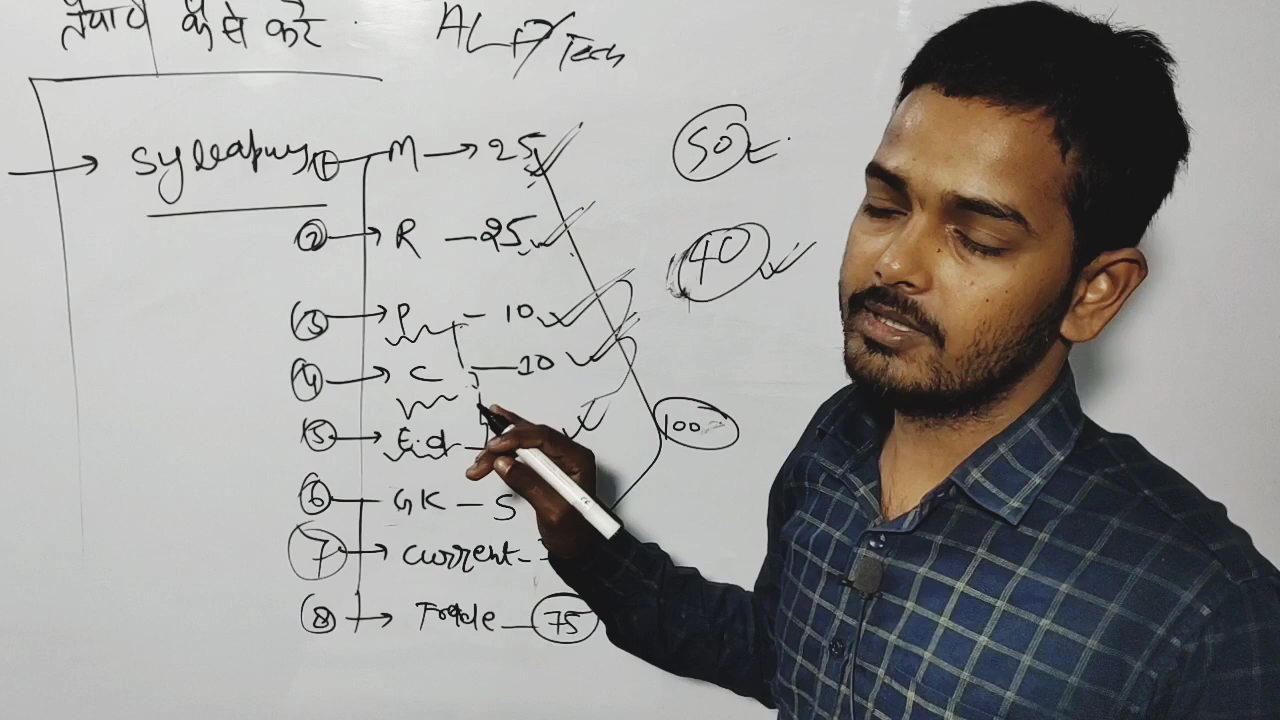 तैयारी कैसे करें
ALP/Tech
→ Syllabus ① M → 25
② → R - 25
③ → P - 10
④ → C - 10
⑤ →
⑥ - GK - 5
⑦ → Current -
⑧ → Trade - 75
50
40
100